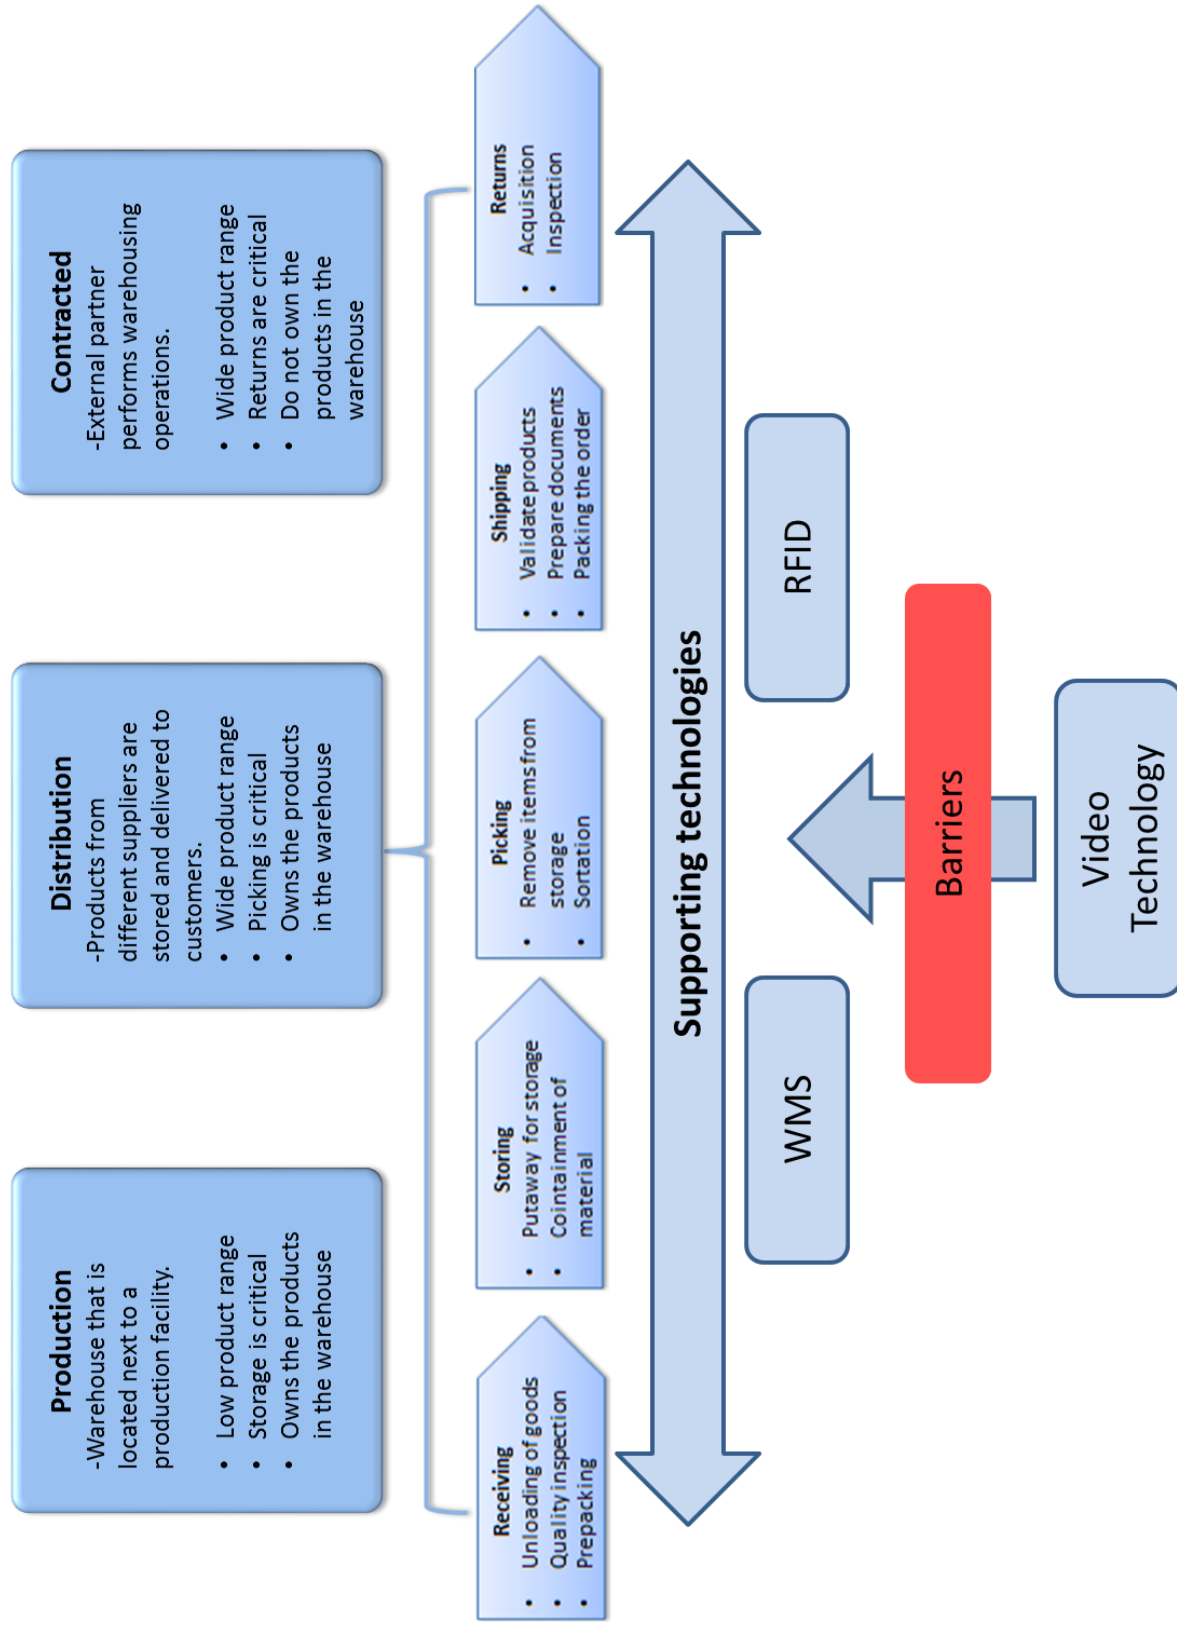 Production
-Warehouse that is
located next to a
production facility.
• Low product range
• Storage is critical
• Owns the products
in the warehouse
Distribution
-Products from
different suppliers are
stored and delivered to
customers.
• Wide product range
• Picking is critical
• Owns the products
in the warehouse
Contracted
-External partner
performs warehousing
operations.
• Wide product range
• Returns are critical
• Do not own the
products in the
warehouse
Receiving
• Unloading of goods
• Quality inspection
• Prepacking
Storing
• Putaway for storage
• Cointainment of
material
Picking
• Remove items from
storage
• Sortation
Shipping
• Validate products
• Prepare documents
• Packing the order
Returns
• Acquisition
• Inspection
Supporting technologies
WMS
RFID
Barriers
Video
Technology